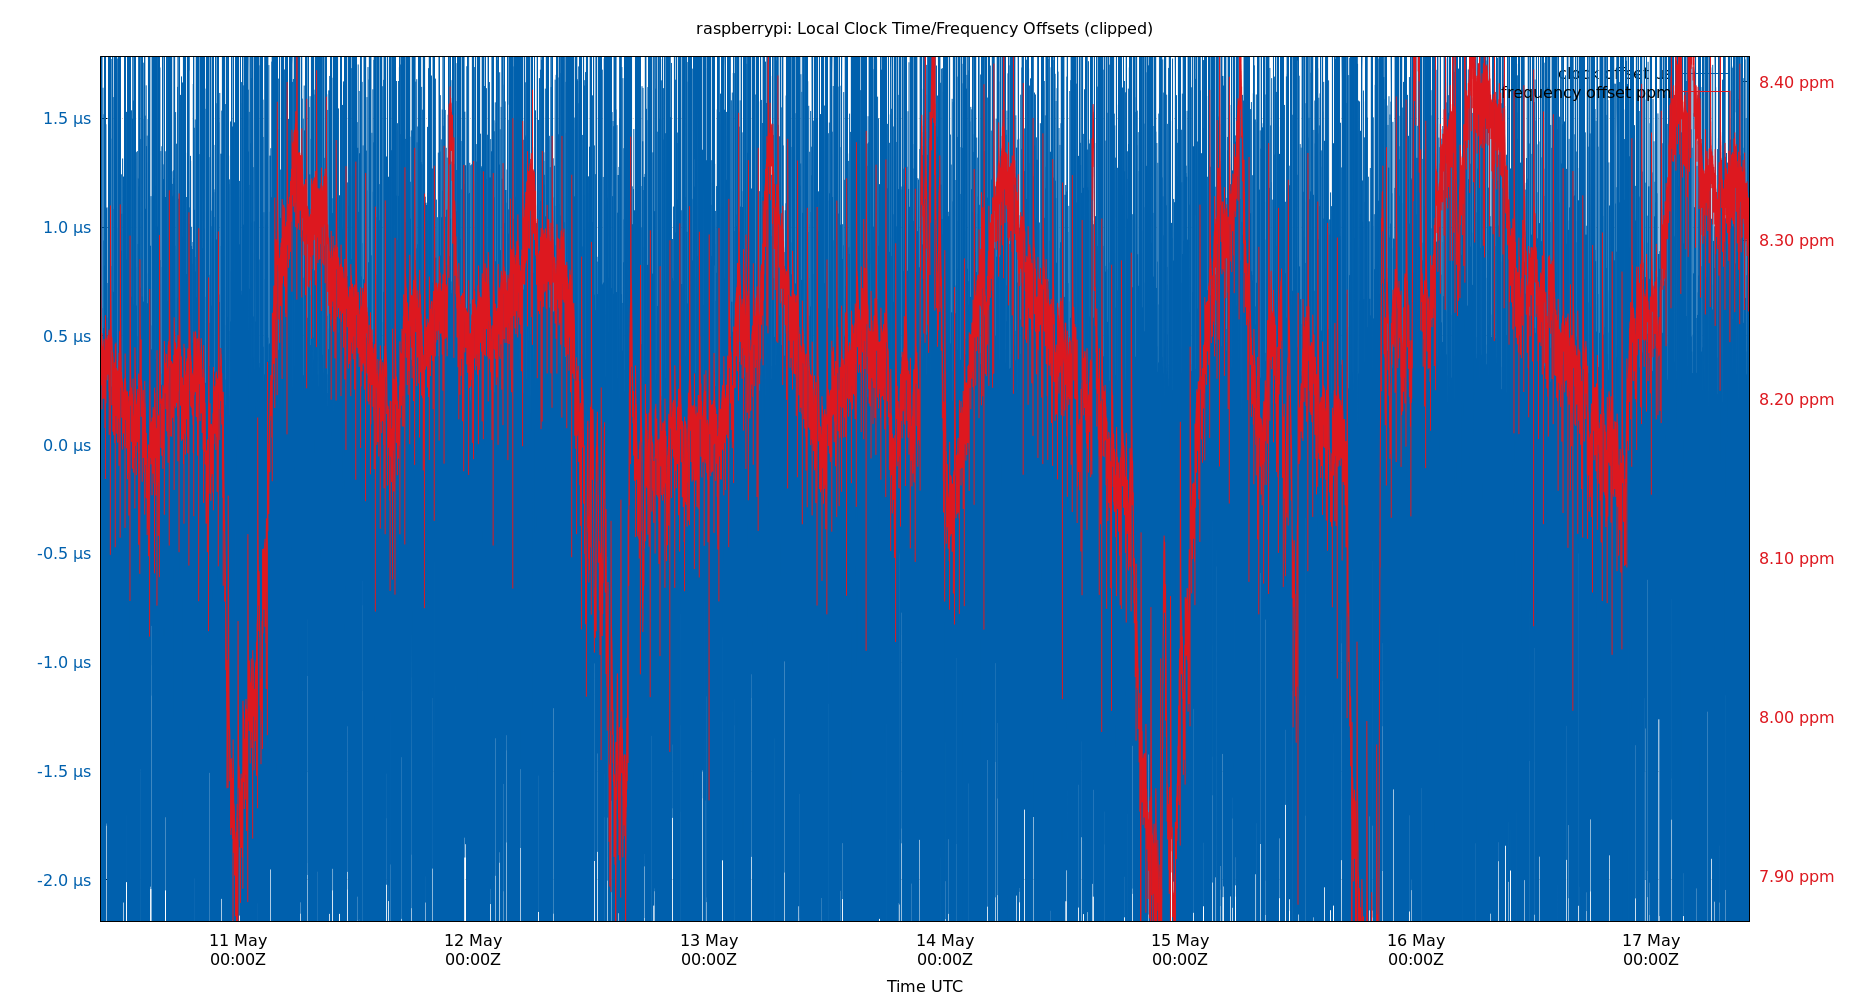 raspberrypi: Local Clock Time/Frequency Offsets (clipped)
clock offset us
frequency offset ppm
1.5 µs
1.0 µs
0.5 µs
0.0 µs
-0.5 µs
-1.0 µs
-1.5 µs
-2.0 µs
8.40 ppm
8.30 ppm
8.20 ppm
8.10 ppm
8.00 ppm
7.90 ppm
11 May
00:00Z
12 May
00:00Z
13 May
00:00Z
14 May
00:00Z
15 May
00:00Z
16 May
00:00Z
17 May
00:00Z
Time UTC